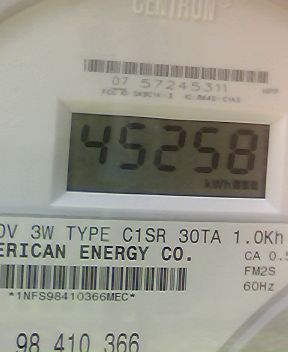 CENTRON
07 57245311
45258
kWh
0V 3W TYPE C1SR 30TA 1.0Kh
ERICAN ENERGY CO.
CA 0.5
FM2S
*1NFS98410366MEC*
60Hz
98 410 366